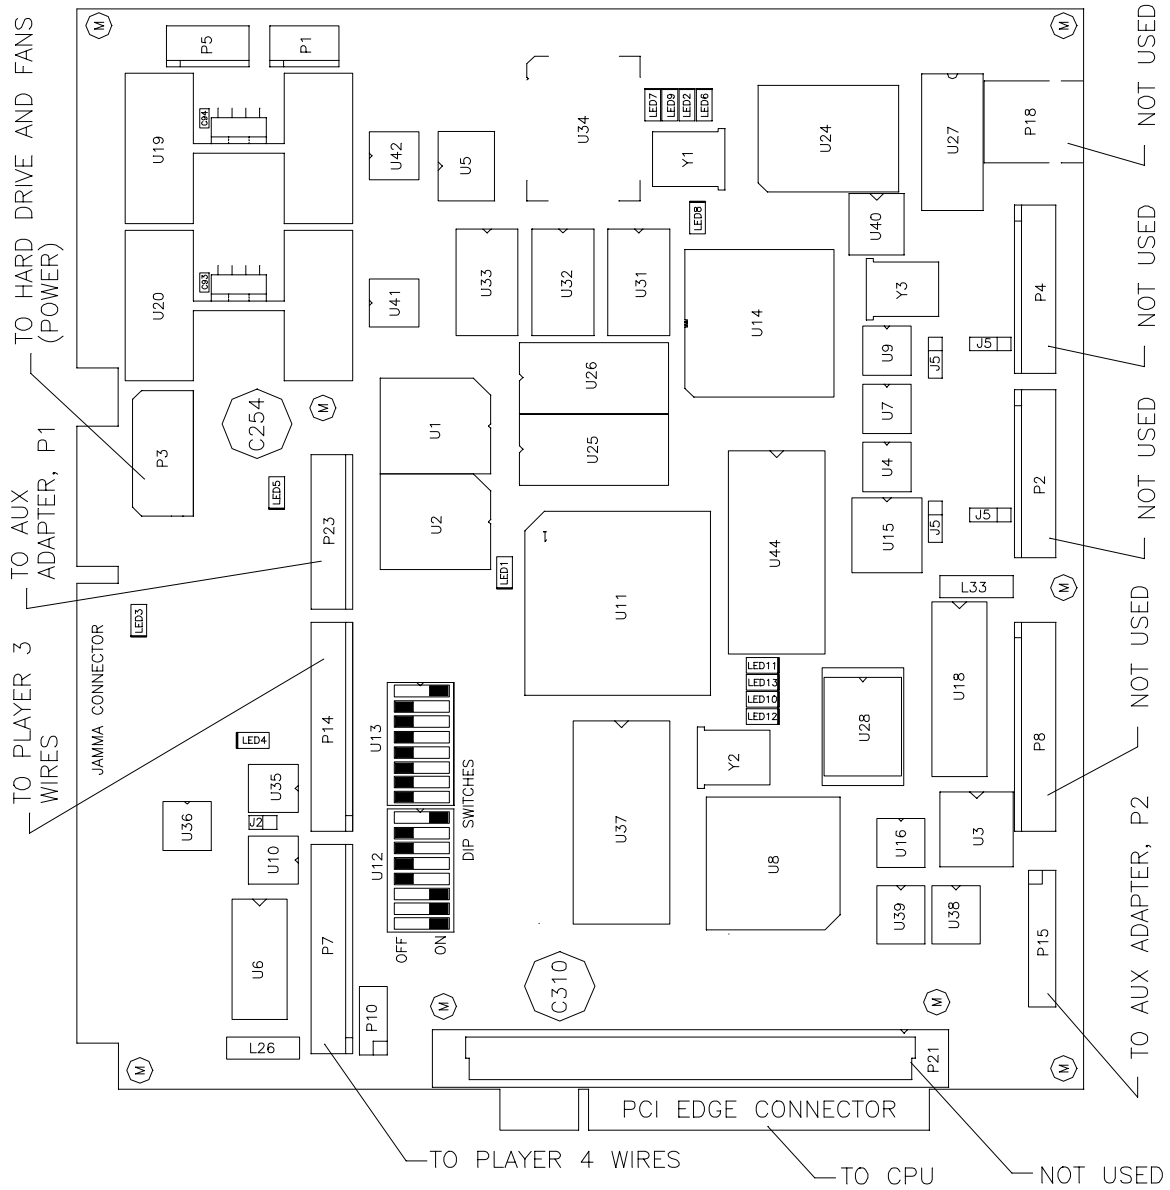 TO HARD DRIVE AND FANS
(POWER)
TO AUX
ADAPTER, P1
TO PLAYER 3
WIRES
JAMMA CONNECTOR
M
P5
P1
M
U19
C94
U20
C93
P3
C254
M
LED5
LED3
LED4
P23
P14
P7
U36
U35
J2
U10
U6
L26
P10
M
U42
U41
U5
U34
LED7
LED9
LED2
LED6
Y1
LED8
U24
U27
P18
U40
Y3
U33
U32
U31
U14
U9
U7
U4
U15
J5
J5
J5
J5
P4
P2
U26
U25
U1
U2
LED1
U11
U44
L33
M
LED11
LED13
LED10
LED12
U13
U12
DIP SWITCHES
OFF
ON
U37
Y2
U28
U18
P8
U8
U16
U3
U39
U38
P15
C310
M
M
M
P21
PCI EDGE CONNECTOR
NOT USED
NOT USED
NOT USED
NOT USED
TO AUX ADAPTER, P2
TO PLAYER 4 WIRES
TO CPU
NOT USED